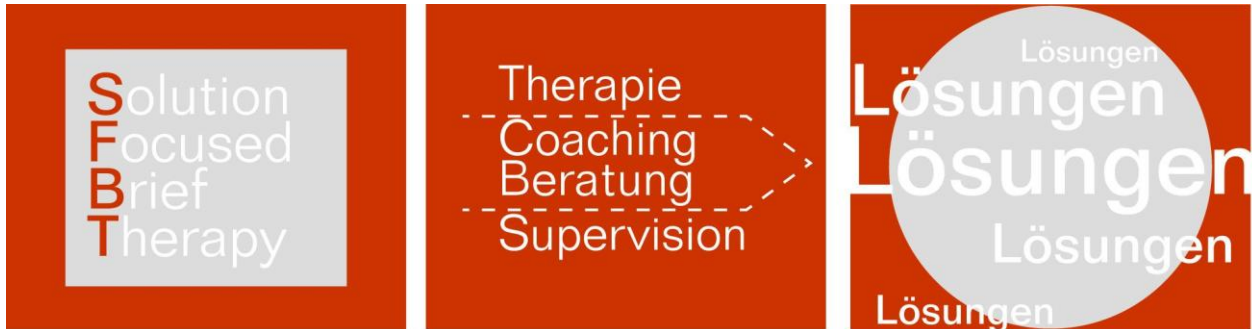 Solution
Focused
Brief
Therapy
Therapie
Coaching
Beratung
Supervision
Lösungen
Lösungen
Lösungen
Lösungen
Lösungen